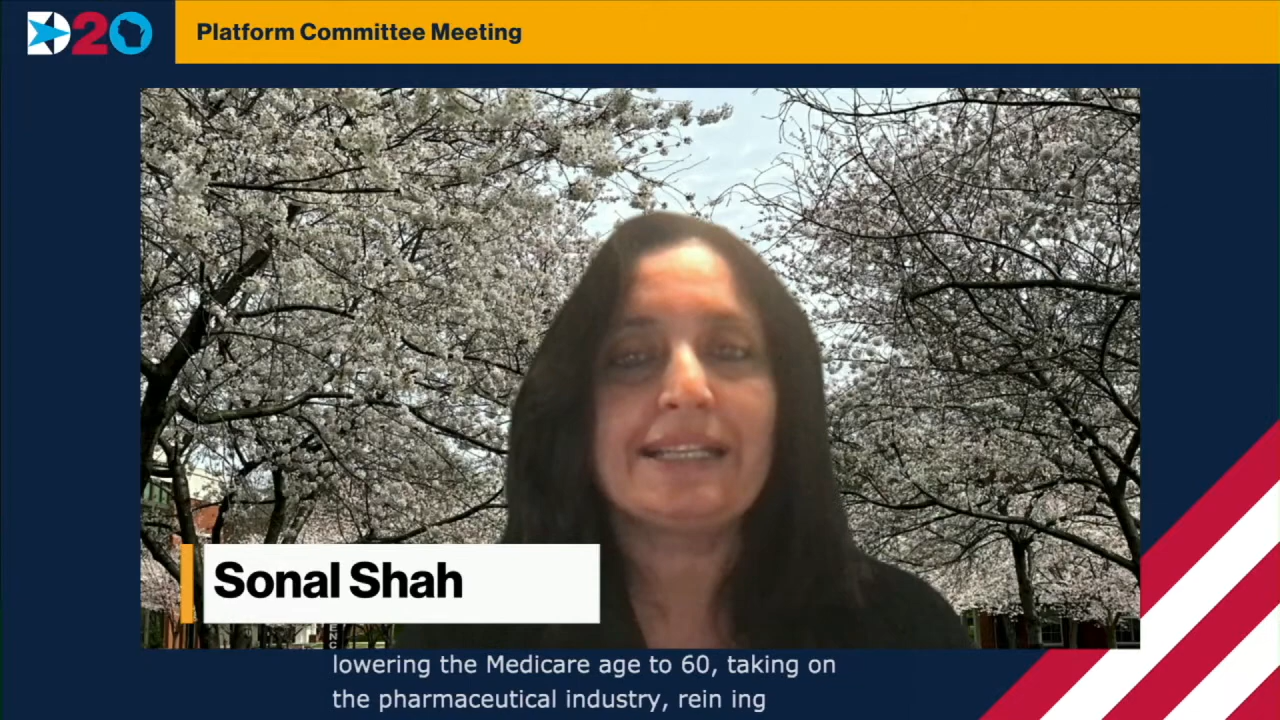 D20
Platform Committee Meeting
Sonal Shah
ENC
lowering the Medicare age to 60, taking on
the pharmaceutical industry, rein ing